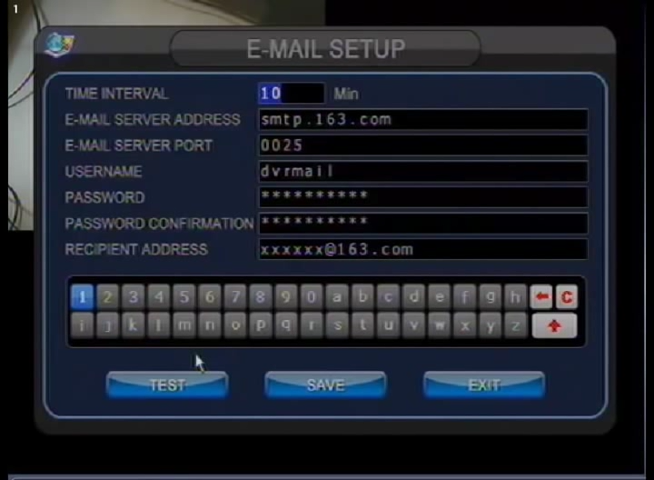 1
E-MAIL SETUP
TIME INTERVAL 10 Min
E-MAIL SERVER ADDRESS smtp.163.com
E-MAIL SERVER PORT 0025
USERNAME dvrmail
PASSWORD **********
PASSWORD CONFIRMATION **********
RECIPIENT ADDRESS xxxxxx@163.com
1 2 3 4 5 6 7 8 9 0 a b c d e f g h ← C
i j k l m n o p q r s t u v w x y z ↑
TEST SAVE EXIT